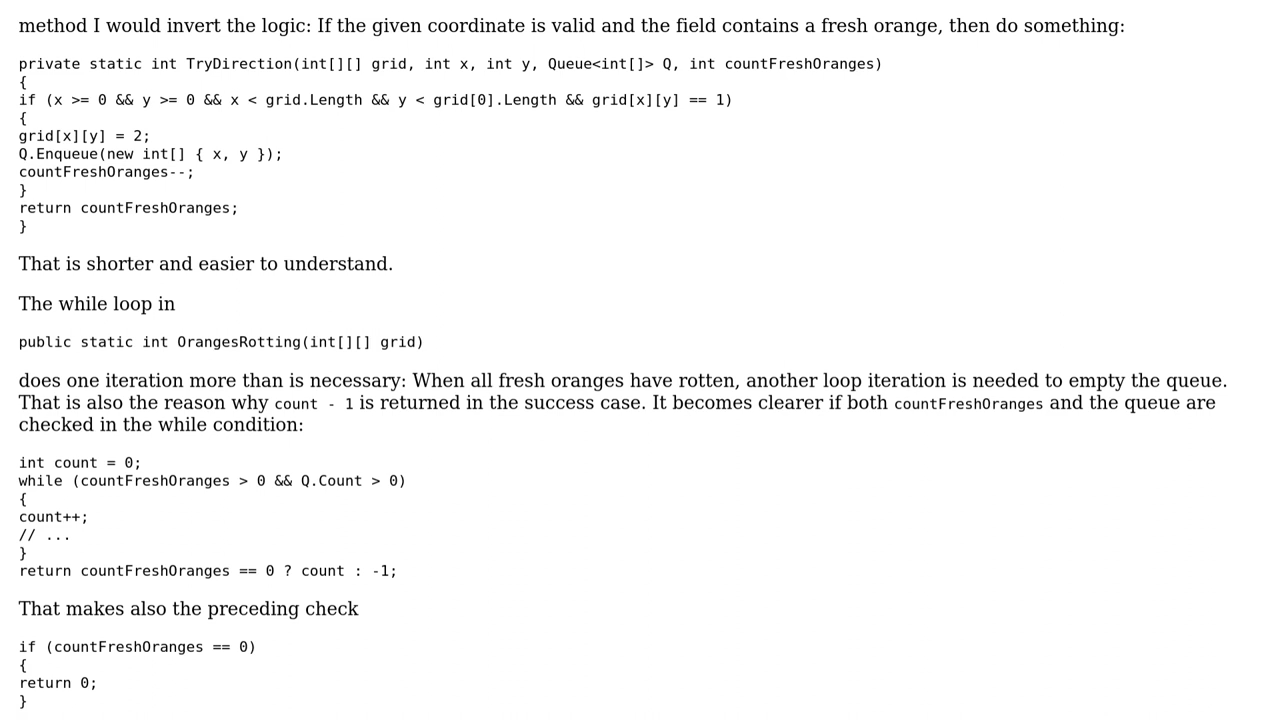 method I would invert the logic: If the given coordinate is valid and the field contains a fresh orange, then do something:
private static int TryDirection(int[][] grid, int x, int y, Queue<int[]> Q, int countFreshOranges)
{
if (x >= 0 && y >= 0 && x < grid.Length && y < grid[0].Length && grid[x][y] == 1)
{
grid[x][y] = 2;
Q.Enqueue(new int[] { x, y });
countFreshOranges--;
}
return countFreshOranges;
}
That is shorter and easier to understand.
The while loop in
public static int OrangesRotting(int[][] grid)
does one iteration more than is necessary: When all fresh oranges have rotten, another loop iteration is needed to empty the queue.
That is also the reason why count - 1 is returned in the success case. It becomes clearer if both countFreshOranges and the queue are
checked in the while condition:
int count = 0;
while (countFreshOranges > 0 && Q.Count > 0)
{
count++;
// ...
}
return countFreshOranges == 0 ? count : -1;
That makes also the preceding check
if (countFreshOranges == 0)
{
return 0;
}